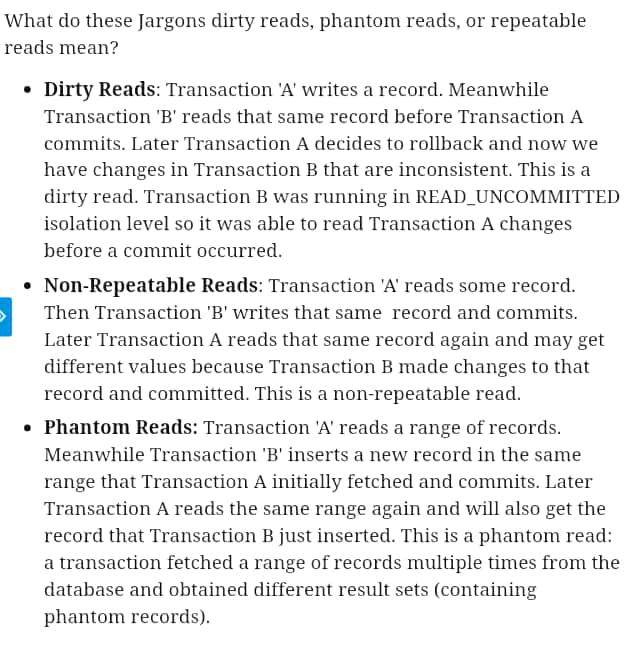 What do these Jargons dirty reads, phantom reads, or repeatable
reads mean?
• Dirty Reads: Transaction 'A' writes a record. Meanwhile
Transaction 'B' reads that same record before Transaction A
commits. Later Transaction A decides to rollback and now we
have changes in Transaction B that are inconsistent. This is a
dirty read. Transaction B was running in READ_UNCOMMITTED
isolation level so it was able to read Transaction A changes
before a commit occurred.
• Non-Repeatable Reads: Transaction 'A' reads some record.
Then Transaction 'B' writes that same record and commits.
Later Transaction A reads that same record again and may get
different values because Transaction B made changes to that
record and committed. This is a non-repeatable read.
• Phantom Reads: Transaction 'A' reads a range of records.
Meanwhile Transaction 'B' inserts a new record in the same
range that Transaction A initially fetched and commits. Later
Transaction A reads the same range again and will also get the
record that Transaction B just inserted. This is a phantom read:
a transaction fetched a range of records multiple times from the
database and obtained different result sets (containing
phantom records).